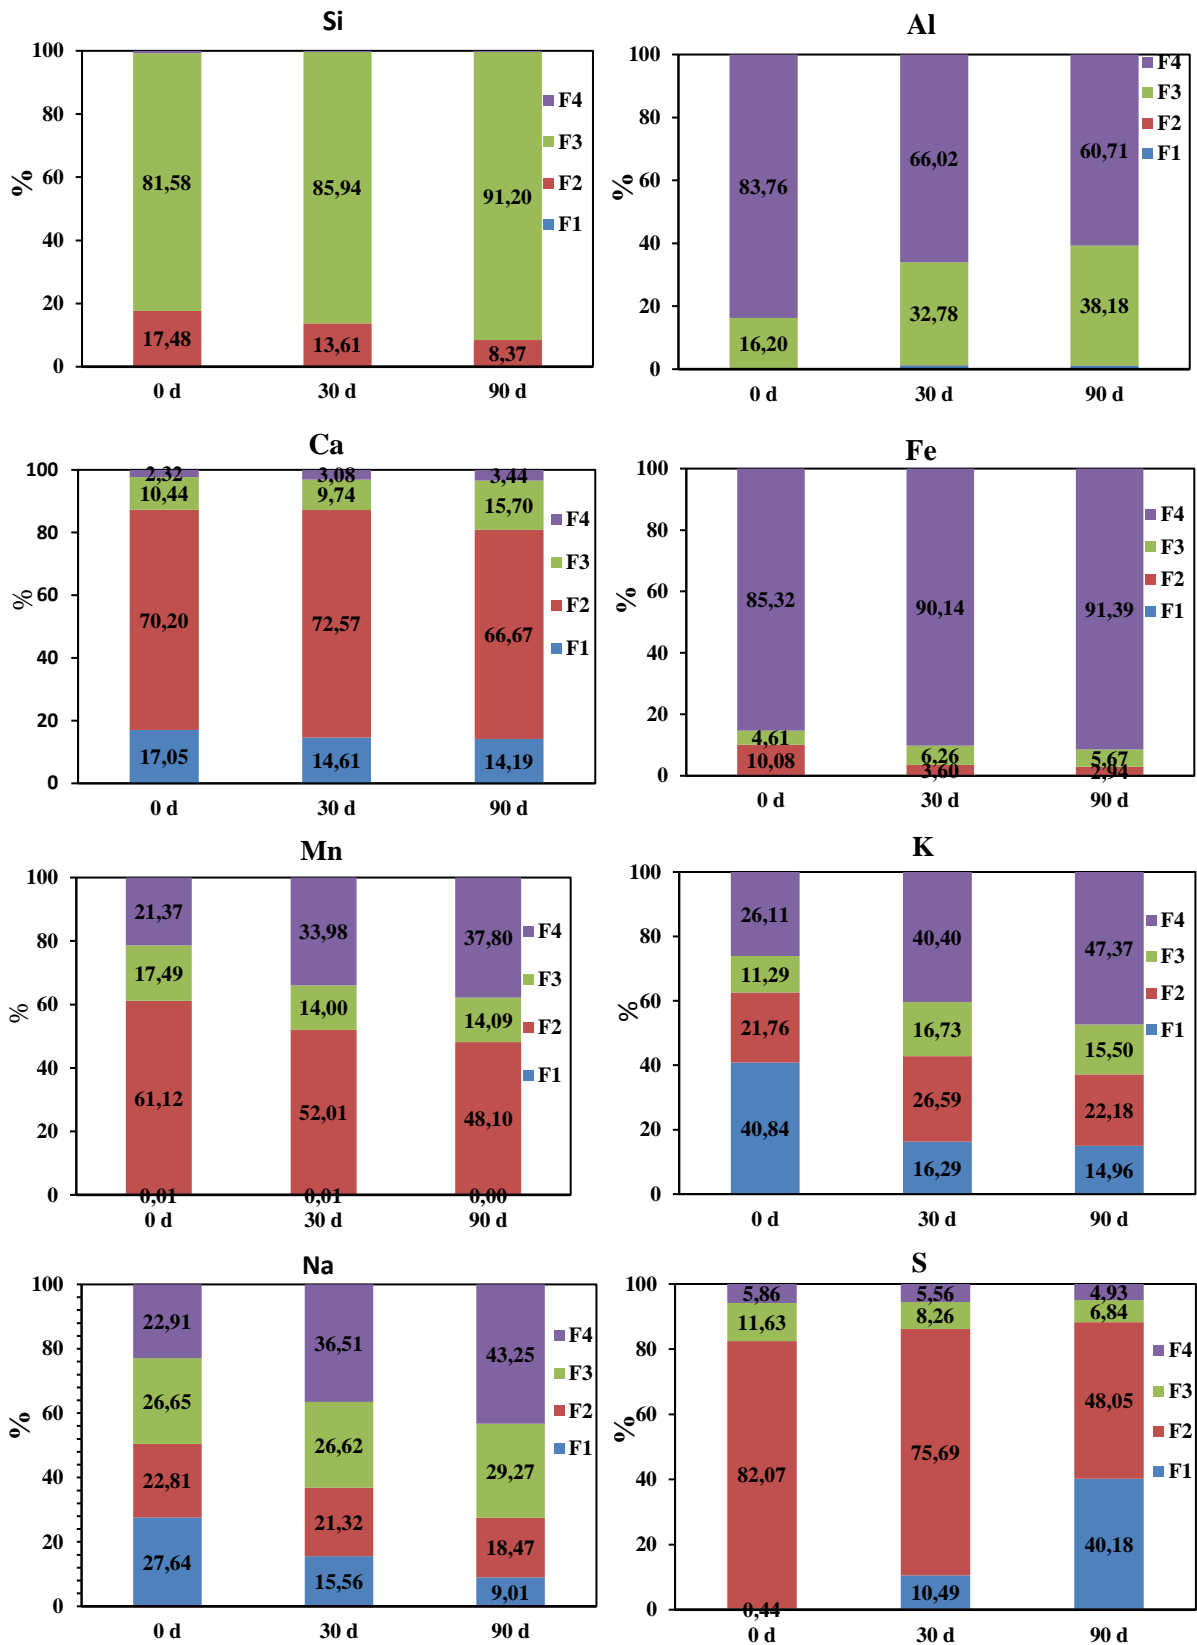 Si
100
80
60
40
20
0
%
81,58
85,94
91,20
17,48
13,61
8,37
0 d
30 d
90 d
F4
F3
F2
F1
Al
100
80
60
40
20
0
%
83,76
66,02
60,71
16,20
32,78
38,18
0 d
30 d
90 d
F4
F3
F2
F1
Ca
100
80
60
40
20
0
%
2,32
3,08
3,44
10,44
9,74
15,70
70,20
72,57
66,67
17,05
14,61
14,19
0 d
30 d
90 d
F4
F3
F2
F1
Fe
100
80
60
40
20
0
%
85,32
90,14
91,39
4,61
6,26
5,67
10,08
3,60
2,94
0 d
30 d
90 d
F4
F3
F2
F1
Mn
100
80
60
40
20
0
%
21,37
33,98
37,80
17,49
14,00
14,09
61,12
52,01
48,10
0,01
0,01
0,00
0 d
30 d
90 d
F4
F3
F2
F1
K
100
80
60
40
20
0
%
26,11
40,40
47,37
11,29
16,73
15,50
21,76
26,59
22,18
40,84
16,29
14,96
0 d
30 d
90 d
F4
F3
F2
F1
Na
100
80
60
40
20
0
%
22,91
36,51
43,25
26,65
26,62
29,27
22,81
21,32
18,47
27,64
15,56
9,01
0 d
30 d
90 d
F4
F3
F2
F1
S
100
80
60
40
20
0
%
5,86
5,56
4,93
11,63
8,26
6,84
82,07
75,69
48,05
0,44
10,49
40,18
0 d
30 d
90 d
F4
F3
F2
F1